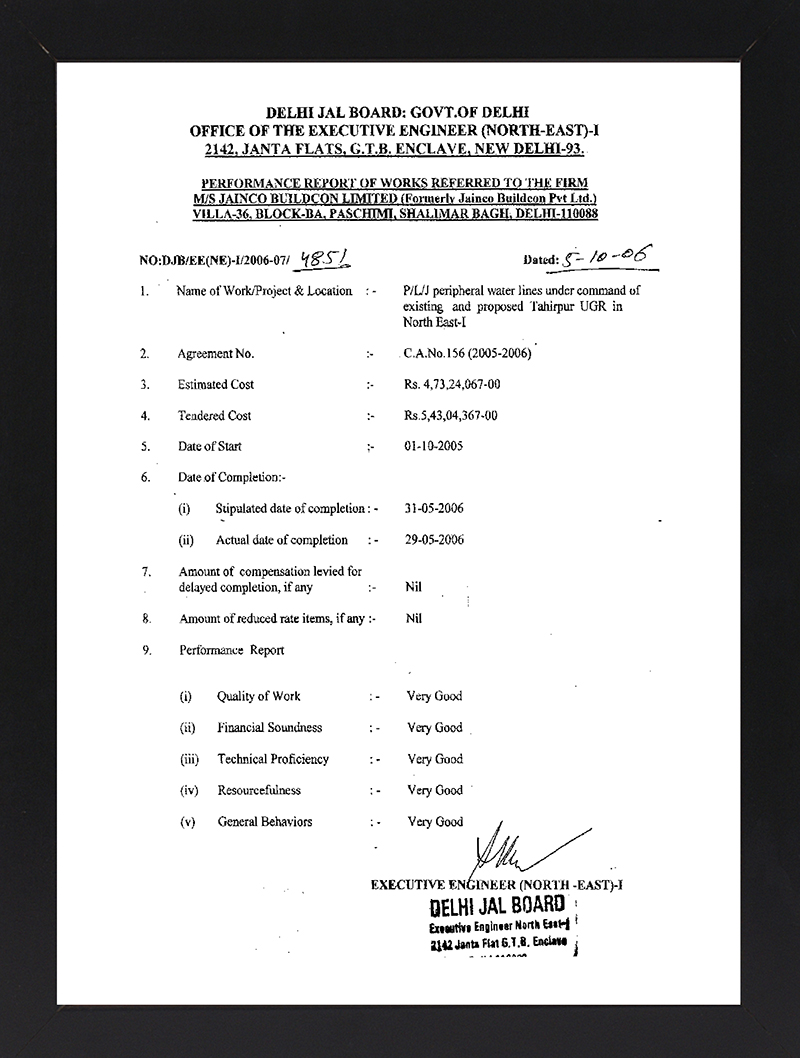 DELHI JAL BOARD: GOVT.OF DELHI
OFFICE OF THE EXECUTIVE ENGINEER (NORTH-EAST)-I
2142, JANTA FLATS, G.T.B. ENCLAVE, NEW DELHI-93.
PERFORMANCE REPORT OF WORKS REFERRED TO THE FIRM
M/S JAINCO BUILDCON LIMITED (Formerly Jainco Buildcon Pvt Ltd.)
VILLA-36, BLOCK-BA, PASCHIMI, SHALIMAR BAGH, DELHI-110088
NO:DJB/EE(NE)-I/2006-07/ 4851 Dated: 5-10-06
1. Name of Work/Project & Location :- P/L/J peripheral water lines under command of
existing and proposed Tahirpur UGR in
North East-I
2. Agreement No. :- C.A.No.156 (2005-2006)
3. Estimated Cost :- Rs. 4,73,24,067-00
4. Tendered Cost :- Rs.5,43,04,367-00
5. Date of Start :- 01-10-2005
6. Date of Completion:-
(i) Stipulated date of completion :- 31-05-2006
(ii) Actual date of completion :- 29-05-2006
7. Amount of compensation levied for
delayed completion, if any :- Nil
8. Amount of reduced rate items, if any :- Nil
9. Performance Report
(i) Quality of Work :- Very Good
(ii) Financial Soundness :- Very Good
(iii) Technical Proficiency :- Very Good
(iv) Resourcefulness :- Very Good
(v) General Behaviors :- Very Good
EXECUTIVE ENGINEER (NORTH -EAST)-I
DELHI JAL BOARD
Executive Engineer North East-I
2142 Janta Flat G.T.B. Enclave